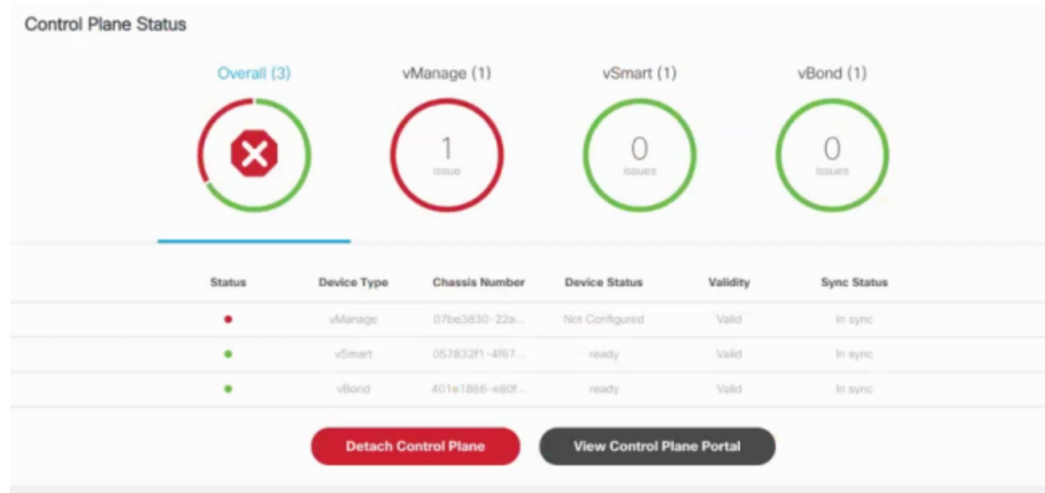 Control Plane Status
Overall (3) vManage (1) vSmart (1) vBond (1)
1 0 0
issue issues issues
Status Device Type Chassis Number Device Status Validity Sync Status
vManage 07be3830-22a... Not Configured Valid In sync
vSmart 057832f1-4f67... ready Valid In sync
vBond 401e1866-e80f... ready Valid In sync
Detach Control Plane View Control Plane Portal